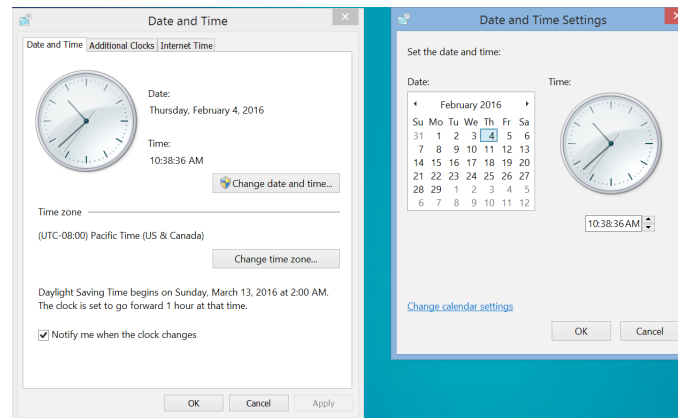 Date and Time
Date and Time Additional Clocks Internet Time
Date:
Thursday, February 4, 2016
Time:
10:38:36 AM
Change date and time...
Time zone
(UTC-08:00) Pacific Time (US & Canada)
Change time zone...
Daylight Saving Time begins on Sunday, March 13, 2016 at 2:00 AM.
The clock is set to go forward 1 hour at that time.
Notify me when the clock changes
OK Cancel Apply
Date and Time Settings
Set the date and time:
Date: Time:
February 2016
Su Mo Tu We Th Fr Sa
31 1 2 3 4 5 6
7 8 9 10 11 12 13
14 15 16 17 18 19 20
21 22 23 24 25 26 27
28 29 1 2 3 4 5
6 7 8 9 10 11 12
10:38:36 AM
Change calendar settings
OK Cancel